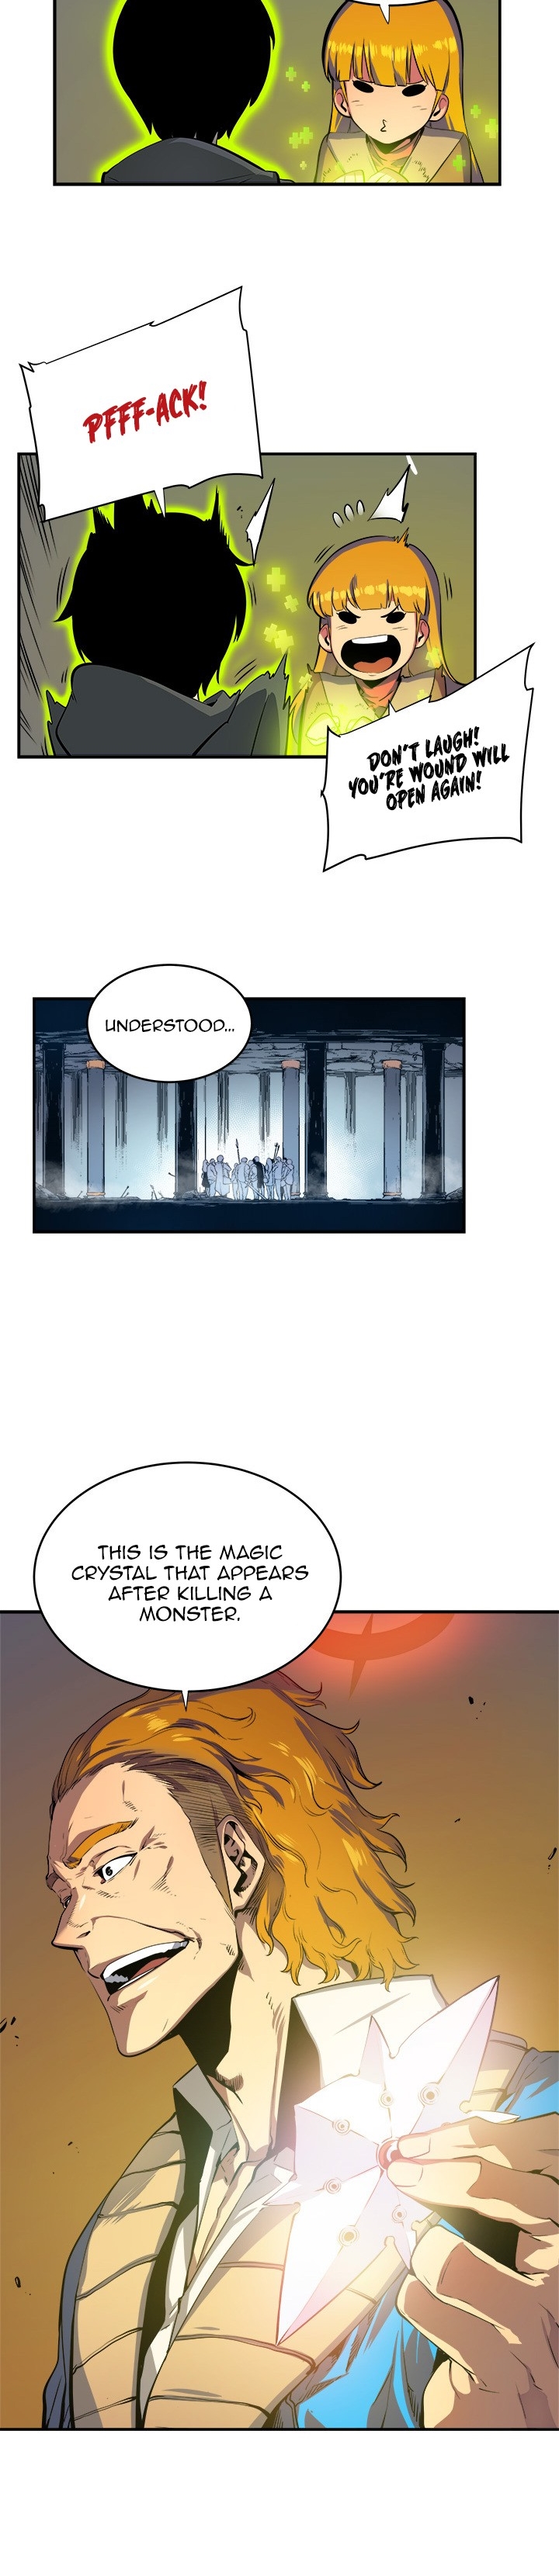 PFFF-ACK!
DON'T LAUGH!
YOU'RE WOUND WILL
OPEN AGAIN!
UNDERSTOOD...
THIS IS THE MAGIC
CRYSTAL THAT APPEARS
AFTER KILLING A
MONSTER.